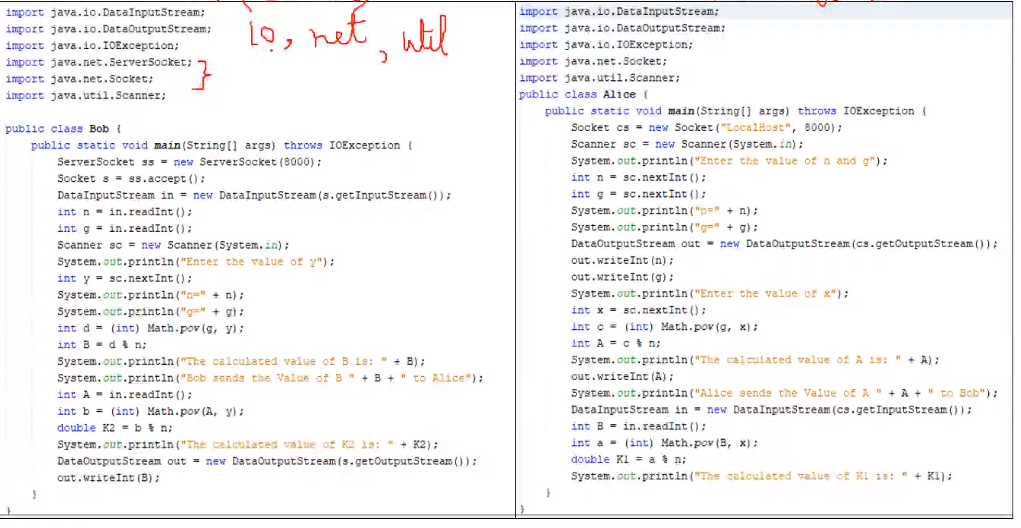 import java.io.DataInputStream;
import java.io.DataOutputStream;
import java.io.IOException;
import java.net.ServerSocket;
import java.net.Socket;
import java.util.Scanner;
io, net, util
public class Bob {
public static void main(String[] args) throws IOException {
ServerSocket ss = new ServerSocket(8000);
Socket s = ss.accept();
DataInputStream in = new DataInputStream(s.getInputStream());
int n = in.readInt();
int g = in.readInt();
Scanner sc = new Scanner(System.in);
System.out.println("Enter the value of y");
int y = sc.nextInt();
System.out.println("n=" + n);
System.out.println("g=" + g);
int d = (int) Math.pow(g, y);
int B = d % n;
System.out.println("The calculated value of B is: " + B);
System.out.println("Bob sends the Value of B " + B + " to Alice");
int A = in.readInt();
int b = (int) Math.pow(A, y);
double K2 = b % n;
System.out.println("The calculated value of K2 is: " + K2);
DataOutputStream out = new DataOutputStream(s.getOutputStream());
out.writeInt(B);
}
}
import java.io.DataInputStream;
import java.io.DataOutputStream;
import java.io.IOException;
import java.net.Socket;
import java.util.Scanner;
public class Alice {
public static void main(String[] args) throws IOException {
Socket cs = new Socket("LocalHost", 8000);
Scanner sc = new Scanner(System.in);
System.out.println("Enter the value of n and g");
int n = sc.nextInt();
int g = sc.nextInt();
System.out.println("n=" + n);
System.out.println("g=" + g);
DataOutputStream out = new DataOutputStream(cs.getOutputStream());
out.writeInt(n);
out.writeInt(g);
System.out.println("Enter the value of x");
int x = sc.nextInt();
int c = (int) Math.pow(g, x);
int A = c % n;
System.out.println("The calculated value of A is: " + A);
out.writeInt(A);
System.out.println("Alice sends the Value of A " + A + " to Bob");
DataInputStream in = new DataInputStream(cs.getInputStream());
int B = in.readInt();
int a = (int) Math.pow(B, x);
double K1 = a % n;
System.out.println("The calculated value of K1 is: " + K1);
}
}